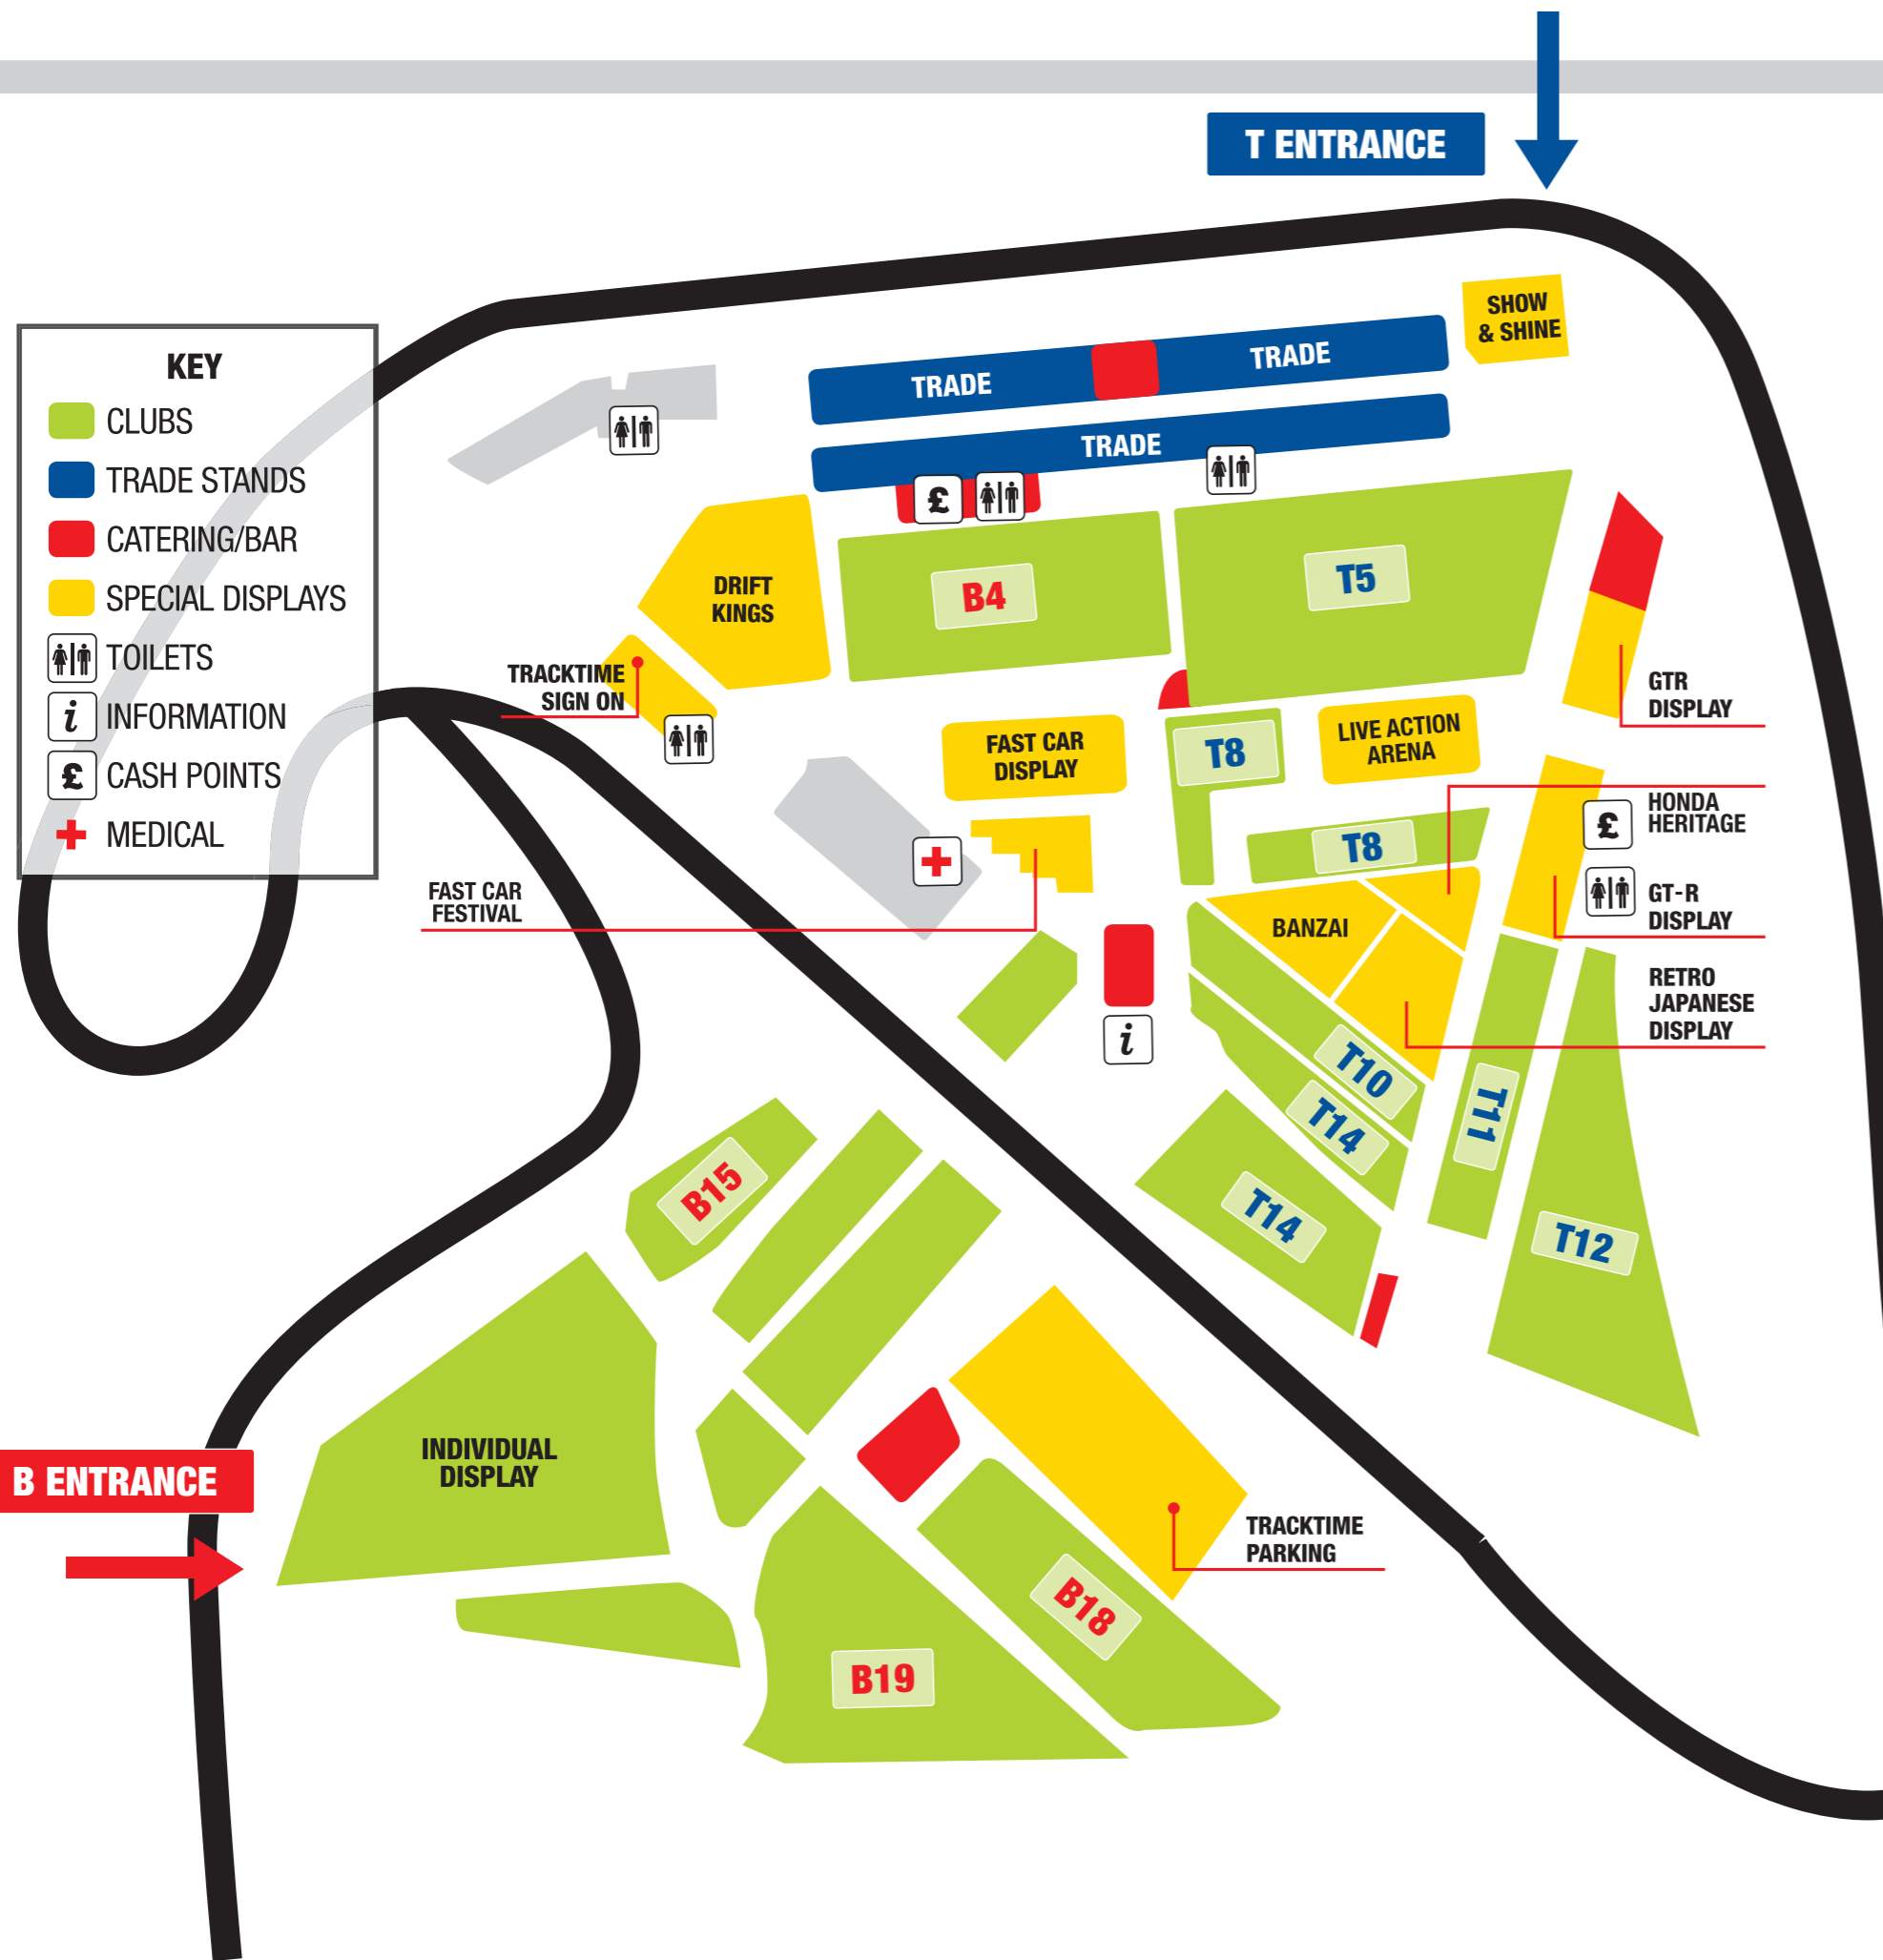 T ENTRANCE
SHOW
& SHINE
TRADE
TRADE
TRADE
KEY
CLUBS
TRADE STANDS
CATERING/BAR
SPECIAL DISPLAYS
TOILETS
i INFORMATION
£ CASH POINTS
MEDICAL
£
DRIFT
KINGS
B4
T5
TRACKTIME
SIGN ON
GTR
DISPLAY
FAST CAR
DISPLAY
T8
LIVE ACTION
ARENA
HONDA
HERITAGE
£
T8
FAST CAR
FESTIVAL
GT-R
DISPLAY
BANZAI
RETRO
JAPANESE
DISPLAY
i
T10
T14
T11
B15
T14
T12
INDIVIDUAL
DISPLAY
B ENTRANCE
TRACKTIME
PARKING
B18
B19